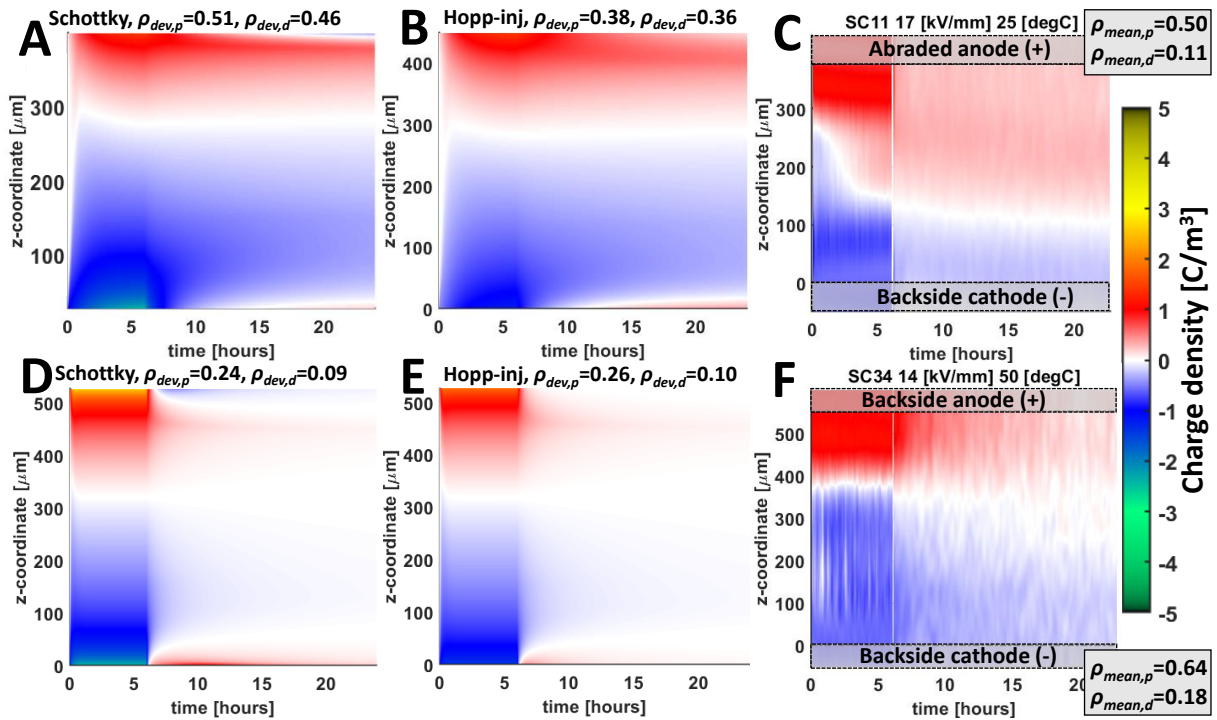 A
Schottky, ρdev,p=0.51, ρdev,d=0.46
z-coordinate [μm]
300
200
100
0 5 10 15 20
time [hours]
B
Hopp-inj, ρdev,p=0.38, ρdev,d=0.36
z-coordinate [μm]
400
300
200
100
0
0 5 10 15 20
time [hours]
C
SC11 17 [kV/mm] 25 [degC]
ρmean,p=0.50
ρmean,d=0.11
Abraded anode (+)
z-coordinate [μm]
300
200
100
0
Backside cathode (-)
0 5 10 15 20
time [hours]
D
Schottky, ρdev,p=0.24, ρdev,d=0.09
z-coordinate [μm]
500
400
300
200
100
0
0 5 10 15 20
time [hours]
E
Hopp-inj, ρdev,p=0.26, ρdev,d=0.10
z-coordinate [μm]
500
400
300
200
100
0
0 5 10 15 20
time [hours]
F
SC34 14 [kV/mm] 50 [degC]
Backside anode (+)
z-coordinate [μm]
500
400
300
200
100
0
Backside cathode (-)
0 5 10 15 20
time [hours]
ρmean,p=0.64
ρmean,d=0.18
5
4
3
2
1
0
-1
-2
-3
-4
-5
Charge density [C/m³]